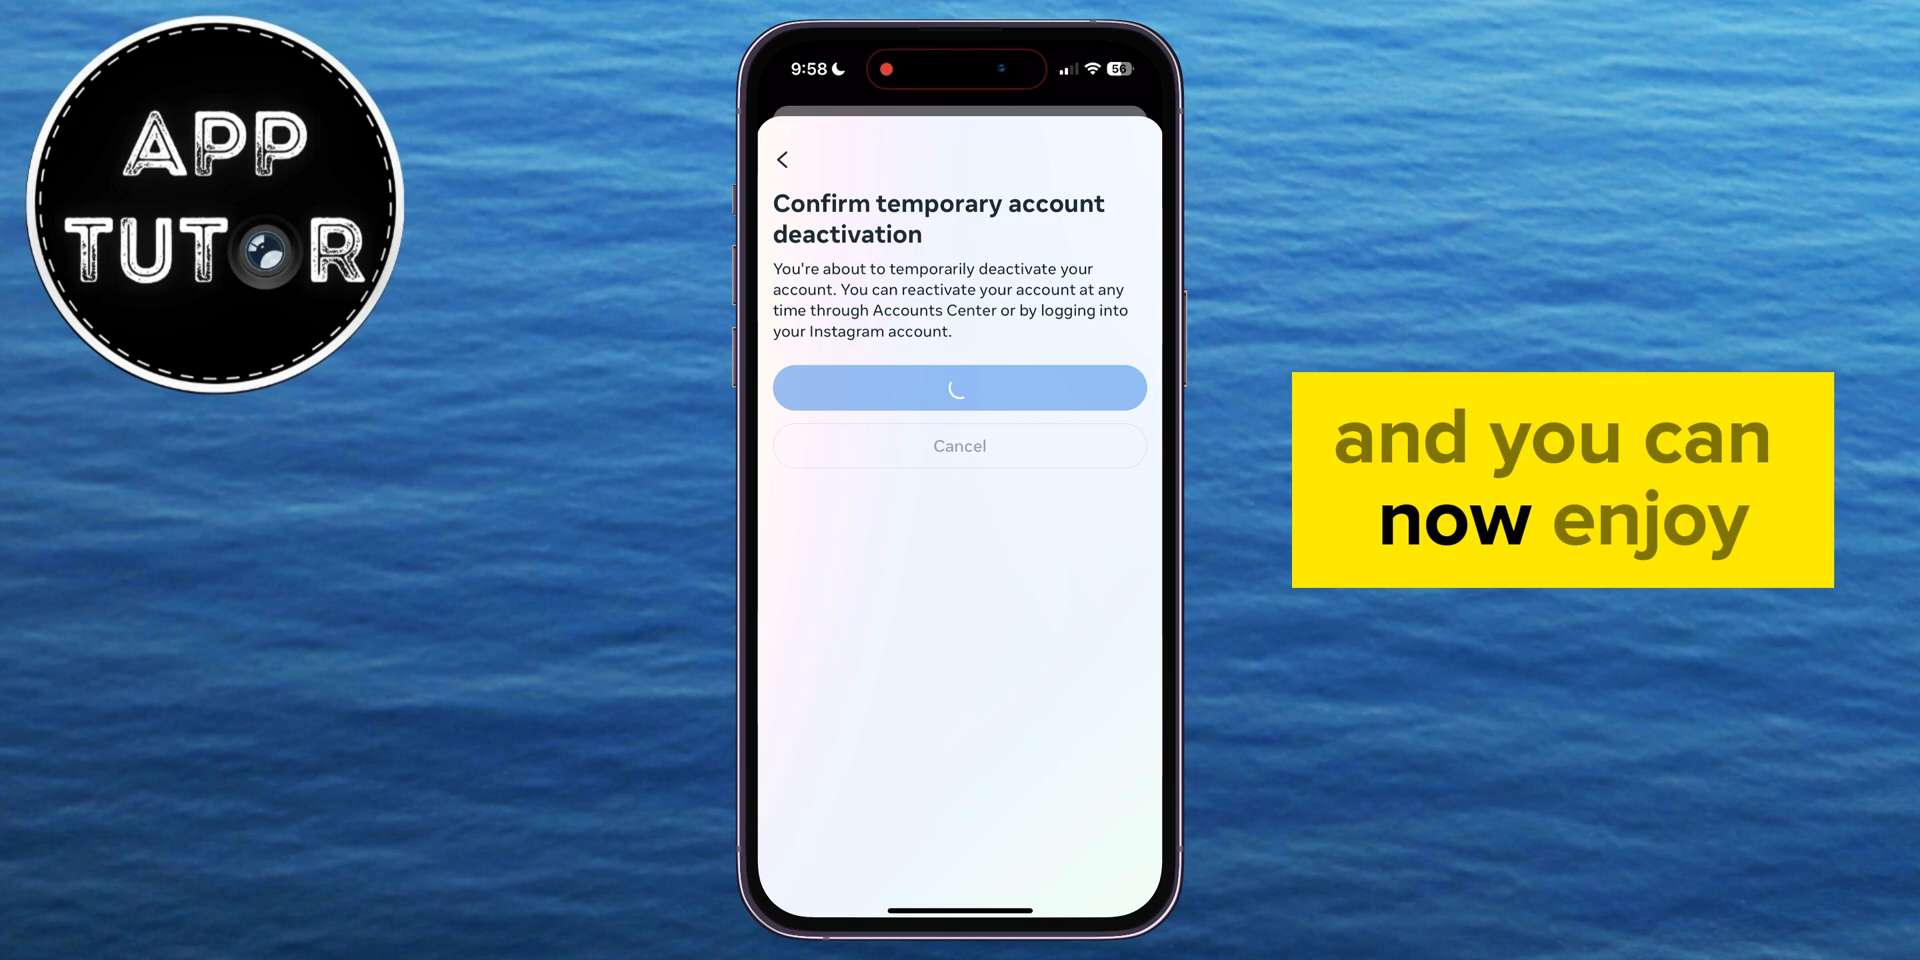 APP
TUTOR
9:58
56
Confirm temporary account
deactivation
You're about to temporarily deactivate your
account. You can reactivate your account at any
time through Accounts Center or by logging into
your Instagram account.
Cancel
and you can
now enjoy